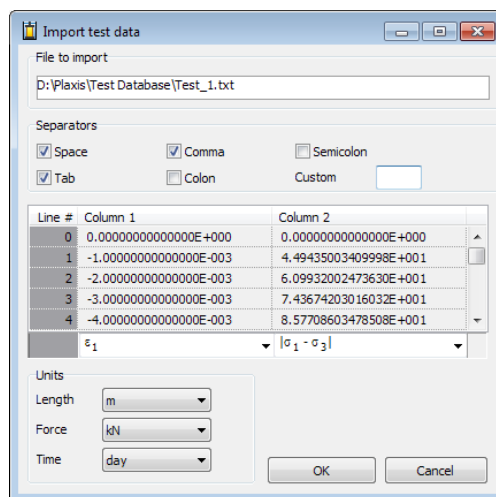 Import test data
File to import
D:\Plaxis\Test Database\Test_1.txt
Separators
Space Comma Semicolon
Tab Colon Custom
Line # Column 1 Column 2
0 0.00000000000000E+000 0.00000000000000E+000
1 -1.00000000000000E-003 4.49435003409998E+001
2 -2.00000000000000E-003 6.09932002473630E+001
3 -3.00000000000000E-003 7.43674203016032E+001
4 -4.00000000000000E-003 8.57708603478508E+001
ε₁ |σ₁ - σ₃|
Units
Length m
Force kN
Time day
OK Cancel